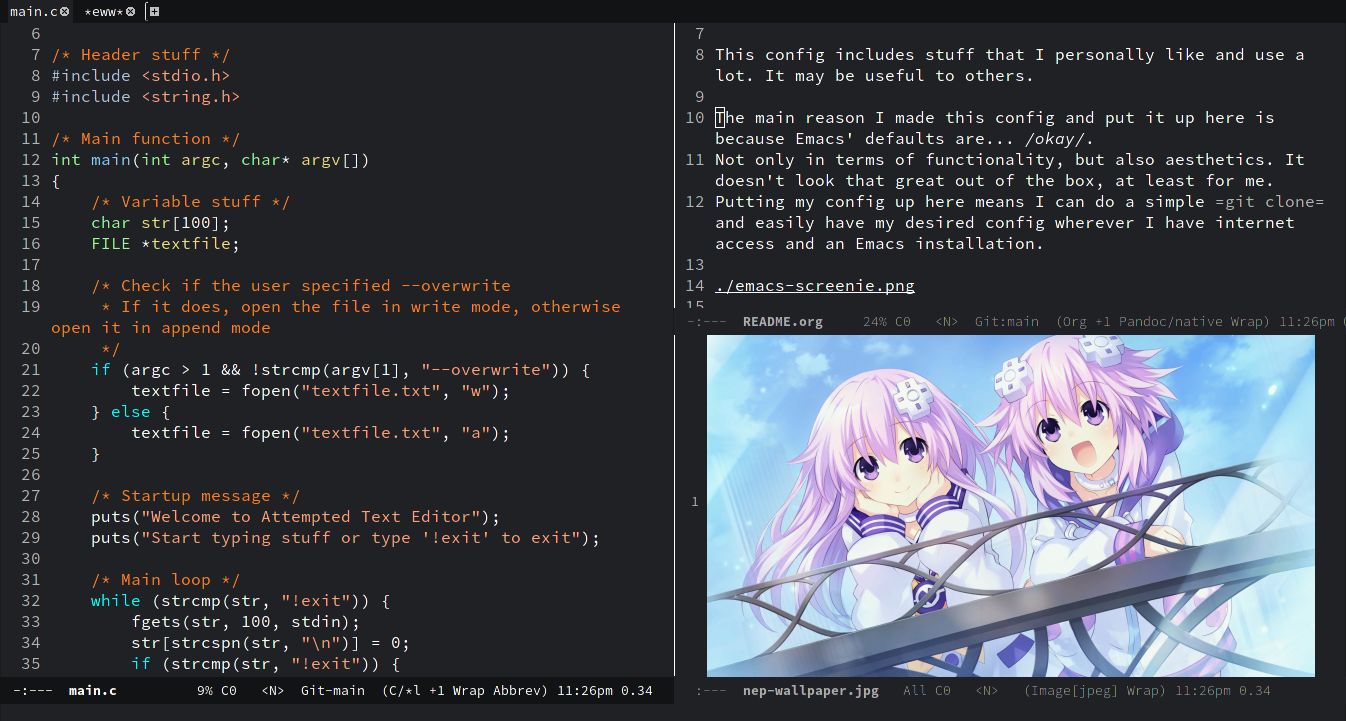 main.c *eww*
6
7 /* Header stuff */
8 #include <stdio.h>
9 #include <string.h>
10
11 /* Main function */
12 int main(int argc, char* argv[])
13 {
14     /* Variable stuff */
15     char str[100];
16     FILE *textfile;
17
18     /* Check if the user specified --overwrite
19      * If it does, open the file in write mode, otherwise
open it in append mode
20      */
21     if (argc > 1 && !strcmp(argv[1], "--overwrite")) {
22         textfile = fopen("textfile.txt", "w");
23     } else {
24         textfile = fopen("textfile.txt", "a");
25     }
26
27     /* Startup message */
28     puts("Welcome to Attempted Text Editor");
29     puts("Start typing stuff or type '!exit' to exit");
30
31     /* Main loop */
32     while (strcmp(str, "!exit")) {
33         fgets(str, 100, stdin);
34         str[strcspn(str, "\n")] = 0;
35         if (strcmp(str, "!exit")) {
-:--- main.c 9% C0 <N> Git-main (C/*l +1 Wrap Abbrev) 11:26pm 0.34
7
8 This config includes stuff that I personally like and use a
lot. It may be useful to others.
9
10 The main reason I made this config and put it up here is
because Emacs' defaults are... /okay/.
11 Not only in terms of functionality, but also aesthetics. It
doesn't look that great out of the box, at least for me.
12 Putting my config up here means I can do a simple =git clone=
and easily have my desired config wherever I have internet
access and an Emacs installation.
13
14 ./emacs-screenie.png
15
-:--- README.org 24% C0 <N> Git:main (Org +1 Pandoc/native Wrap) 11:26pm 0
1
:--- nep-wallpaper.jpg All C0 <N> (Image[jpeg] Wrap) 11:26pm 0.34